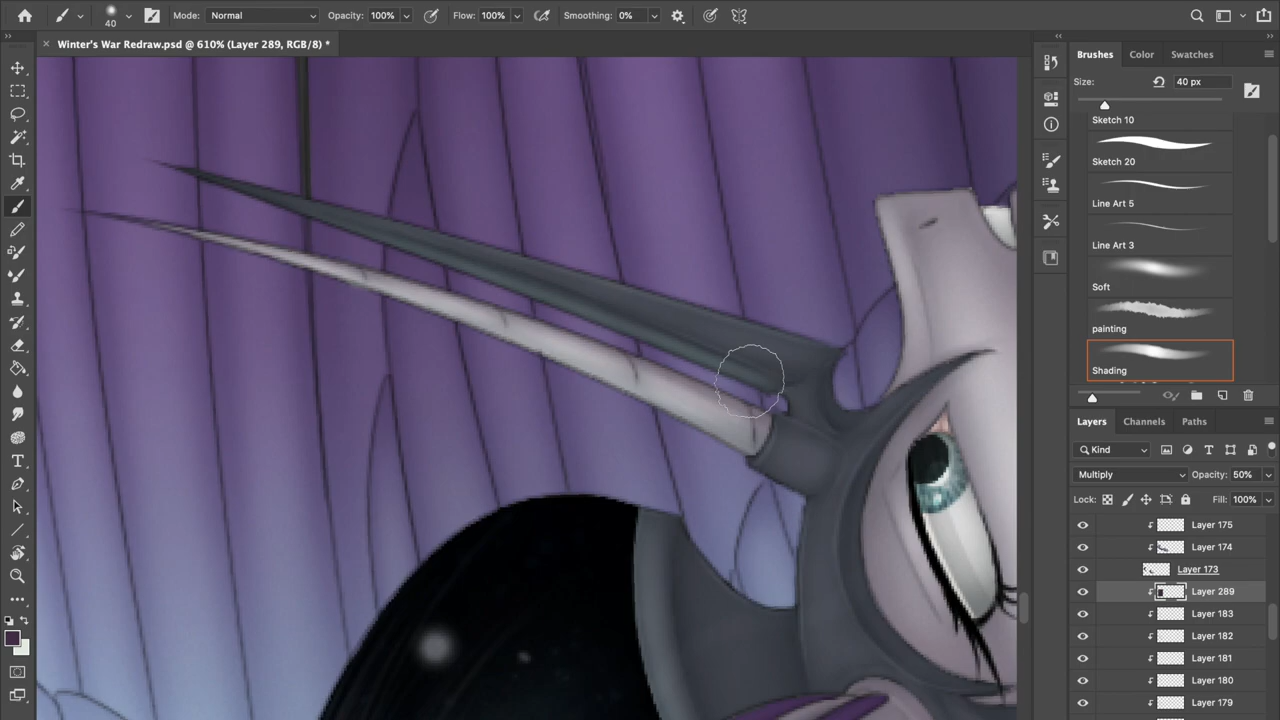 40
Mode: Normal
Opacity: 100%
Flow: 100%
Smoothing: 0%
× Winter's War Redraw.psd @ 610% (Layer 289, RGB/8) *
Brushes
Color
Swatches
Size:
40 px
Sketch 10
Sketch 20
Line Art 5
Line Art 3
Soft
painting
Shading
Layers
Channels
Paths
Kind
Multiply
Opacity: 50%
Lock:
Fill: 100%
Layer 175
Layer 174
Layer 173
Layer 289
Layer 183
Layer 182
Layer 181
Layer 180
Layer 179